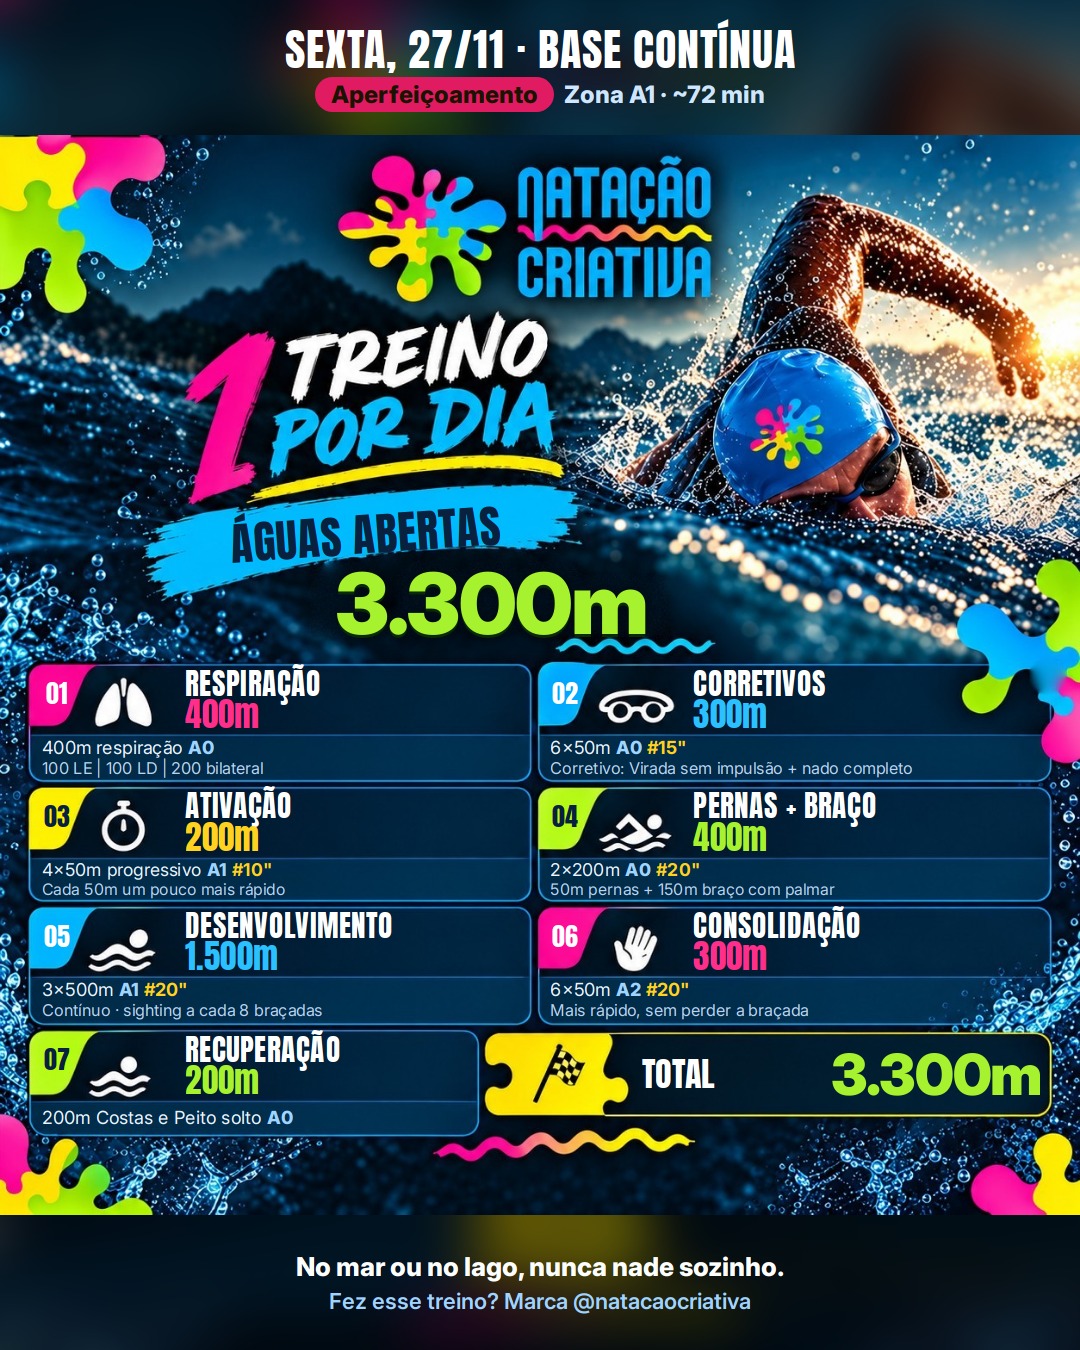 SEXTA, 27/11 · BASE CONTÍNUA
Aperfeiçoamento Zona A1 · ~72 min
NATAÇÃO
CRIATIVA
1 TREINO
POR DIA
ÁGUAS ABERTAS
3.300m
01 RESPIRAÇÃO
400m
400m respiração A0
100 LE | 100 LD | 200 bilateral
02 CORRETIVOS
300m
6×50m A0 #15"
Corretivo: Virada sem impulsão + nado completo
03 ATIVAÇÃO
200m
4×50m progressivo A1 #10"
Cada 50m um pouco mais rápido
04 PERNAS + BRAÇO
400m
2×200m A0 #20"
50m pernas + 150m braço com palmar
05 DESENVOLVIMENTO
1.500m
3×500m A1 #20"
Contínuo · sighting a cada 8 braçadas
06 CONSOLIDAÇÃO
300m
6×50m A2 #20"
Mais rápido, sem perder a braçada
07 RECUPERAÇÃO
200m
200m Costas e Peito solto A0
TOTAL 3.300m
No mar ou no lago, nunca nade sozinho.
Fez esse treino? Marca @natacaocriativa